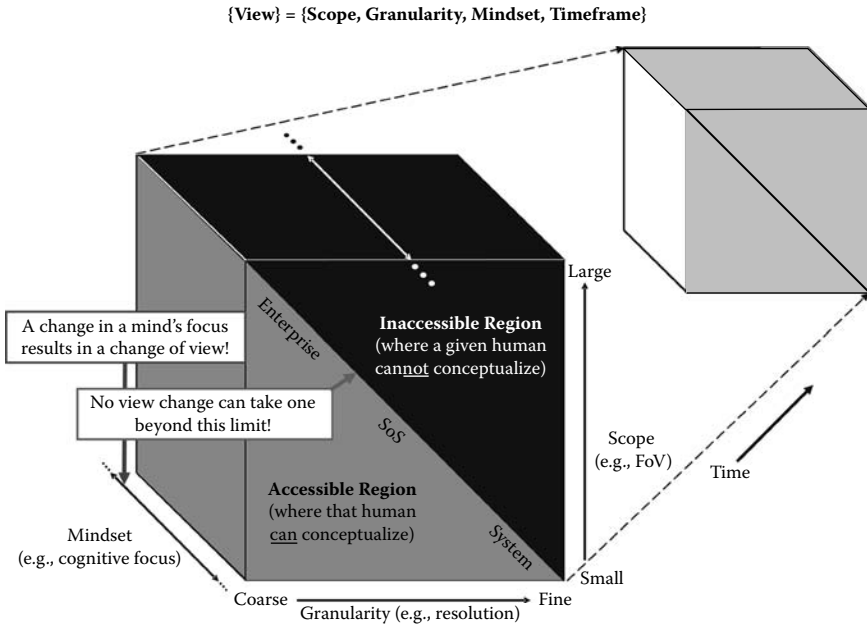 {View} = {Scope, Granularity, Mindset, Timeframe}
Large
Enterprise
A change in a mind's focus
results in a change of view!
Inaccessible Region
(where a given human
cannot conceptualize)
No view change can take one
beyond this limit!
SoS
Scope
(e.g., FoV)
Time
Accessible Region
(where that human
can conceptualize)
System
Mindset
(e.g., cognitive focus)
Small
Coarse
Granularity (e.g., resolution)
Fine